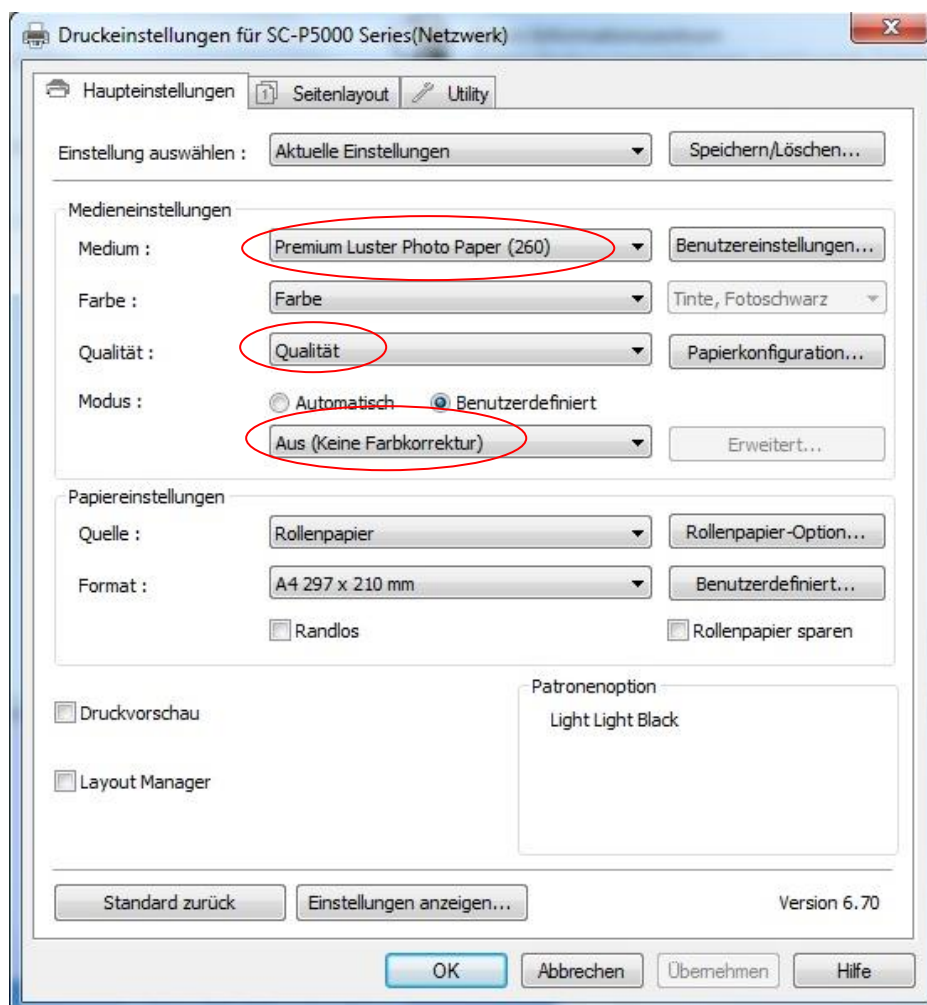 Druckeinstellungen für SC-P5000 Series(Netzwerk)
Haupteinstellungen
1 Seitenlayout
Utility
Einstellung auswählen :
Aktuelle Einstellungen
Speichern/Löschen...
Medieneinstellungen
Medium :
Premium Luster Photo Paper (260)
Benutzereinstellungen...
Farbe :
Farbe
Tinte, Fotoschwarz
Qualität :
Qualität
Papierkonfiguration...
Modus :
Automatisch
Benutzerdefiniert
Aus (Keine Farbkorrektur)
Erweitert...
Papiereinstellungen
Quelle :
Rollenpapier
Rollenpapier-Option...
Format :
A4 297 x 210 mm
Benutzerdefiniert...
Randlos
Rollenpapier sparen
Druckvorschau
Layout Manager
Patronenoption
Light Light Black
Standard zurück
Einstellungen anzeigen...
Version 6.70
OK
Abbrechen
Übernehmen
Hilfe